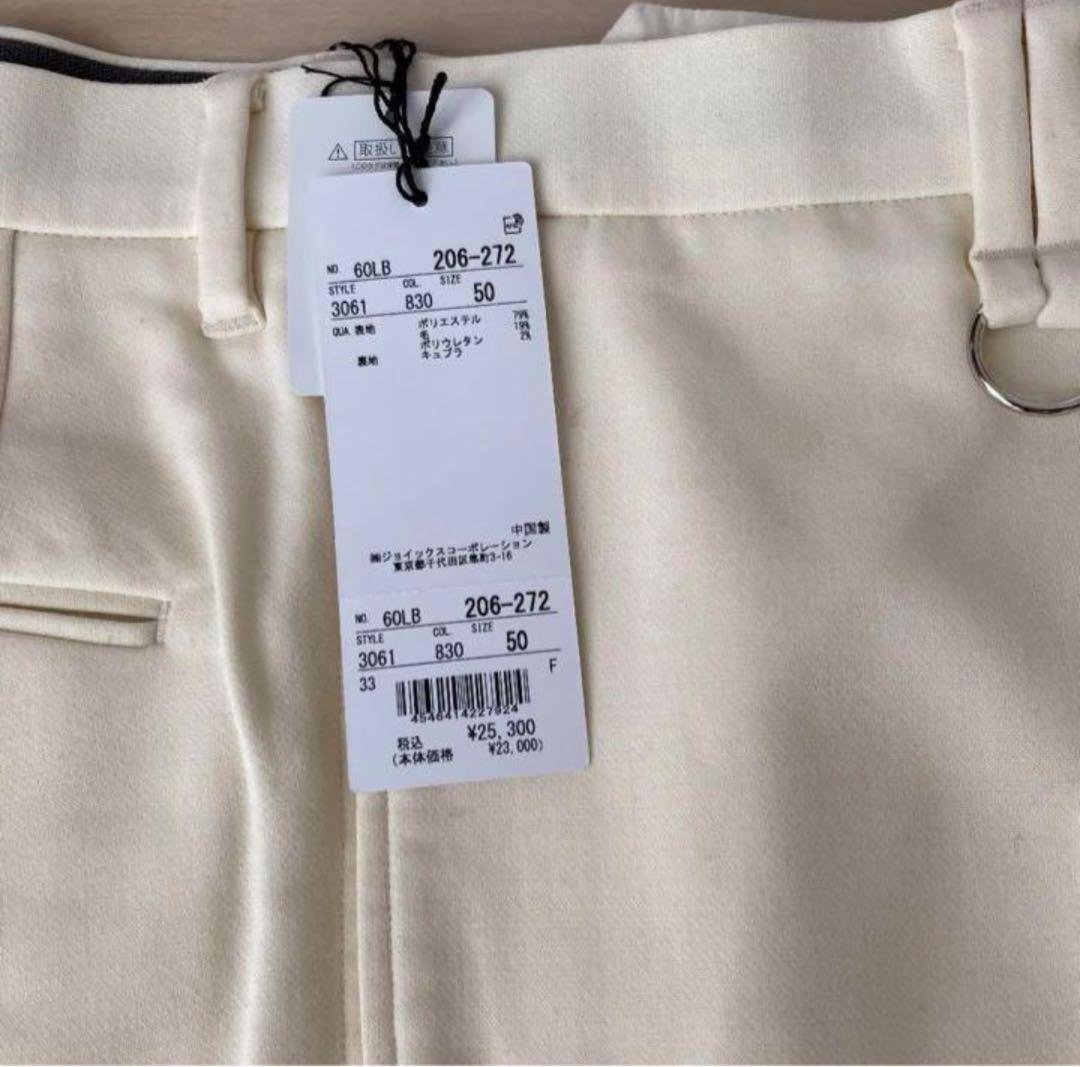 取扱い注意
NO. 60LB 206-272
STYLE COL. SIZE
3061 830 50
QUA 表地 ポリエステル 79%
毛 19%
ポリウレタン 2%
裏地 キュプラ
中国製
㈱ジョイックスコーポレーション
東京都千代田区麹町3-16
NO. 60LB 206-272
STYLE COL. SIZE
3061 830 50
33 F
4546414227924
税込 ¥25,300
(本体価格 ¥23,000)